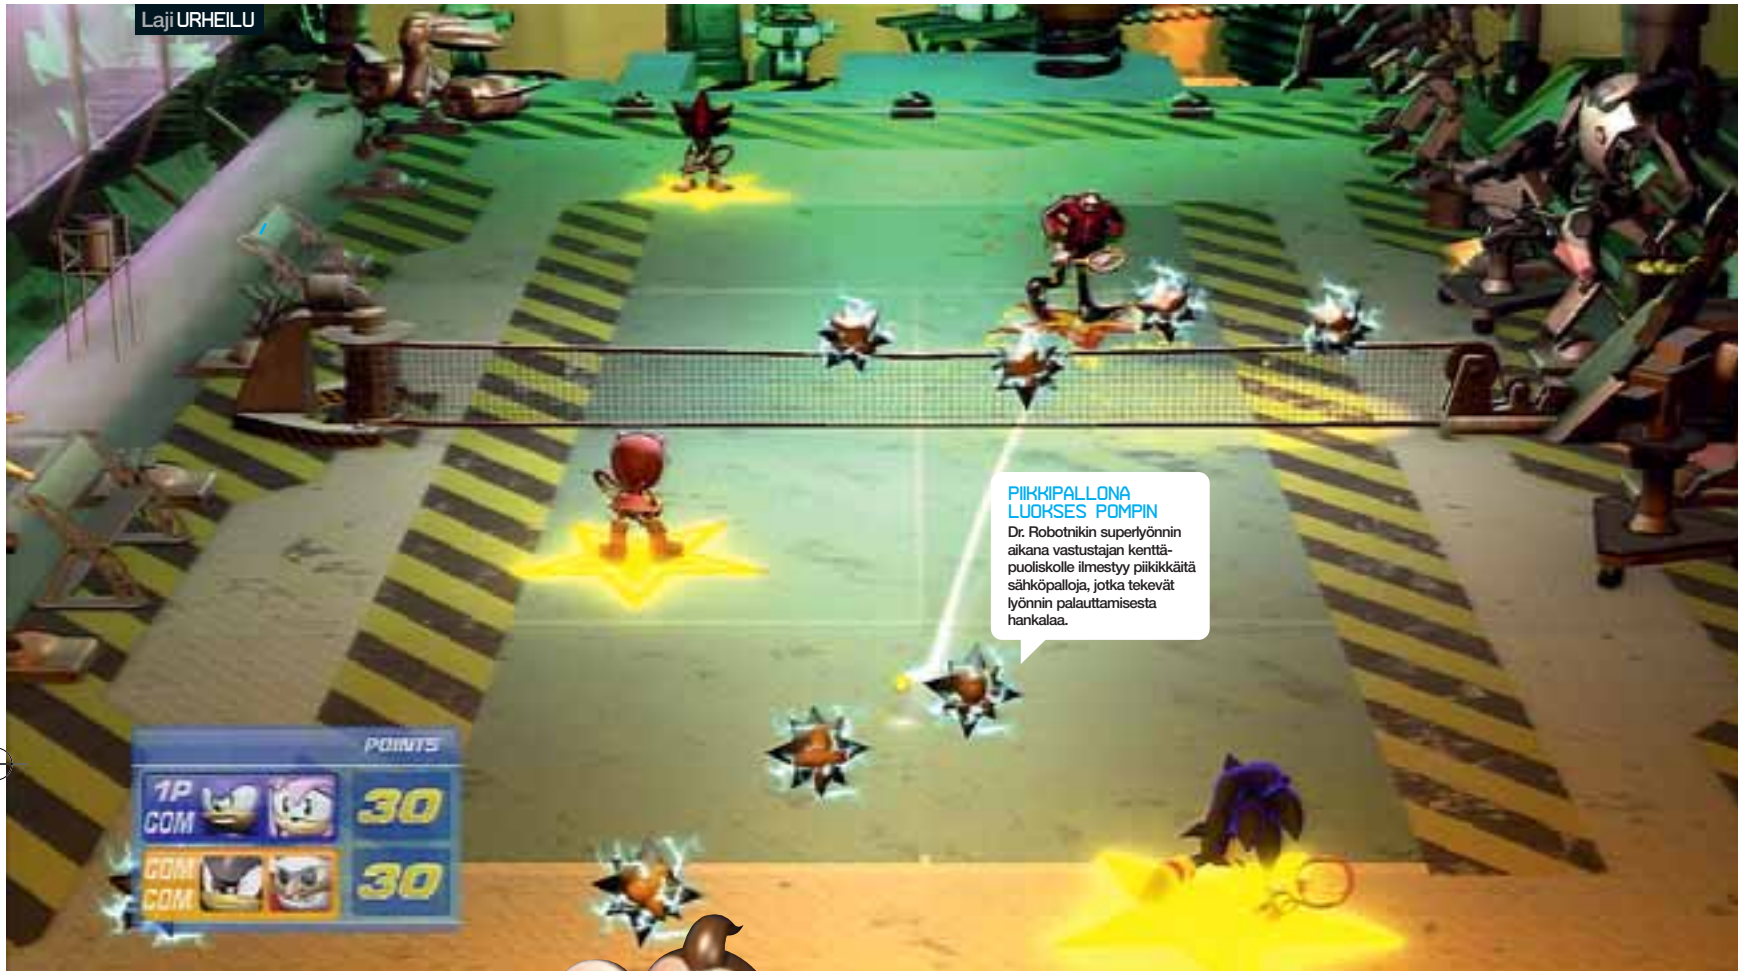 Laji URHEILU
PIIKKIPALLONA
LUOKSES POMPIN
Dr. Robotnikin superlyönnin
aikana vastustajan kenttä-
puoliskolle ilmestyy piikikkäitä
sähköpalloja, jotka tekevät
lyönnin palauttamisesta
hankalaa.
POINTS
1P
COM
30
COM
COM
30